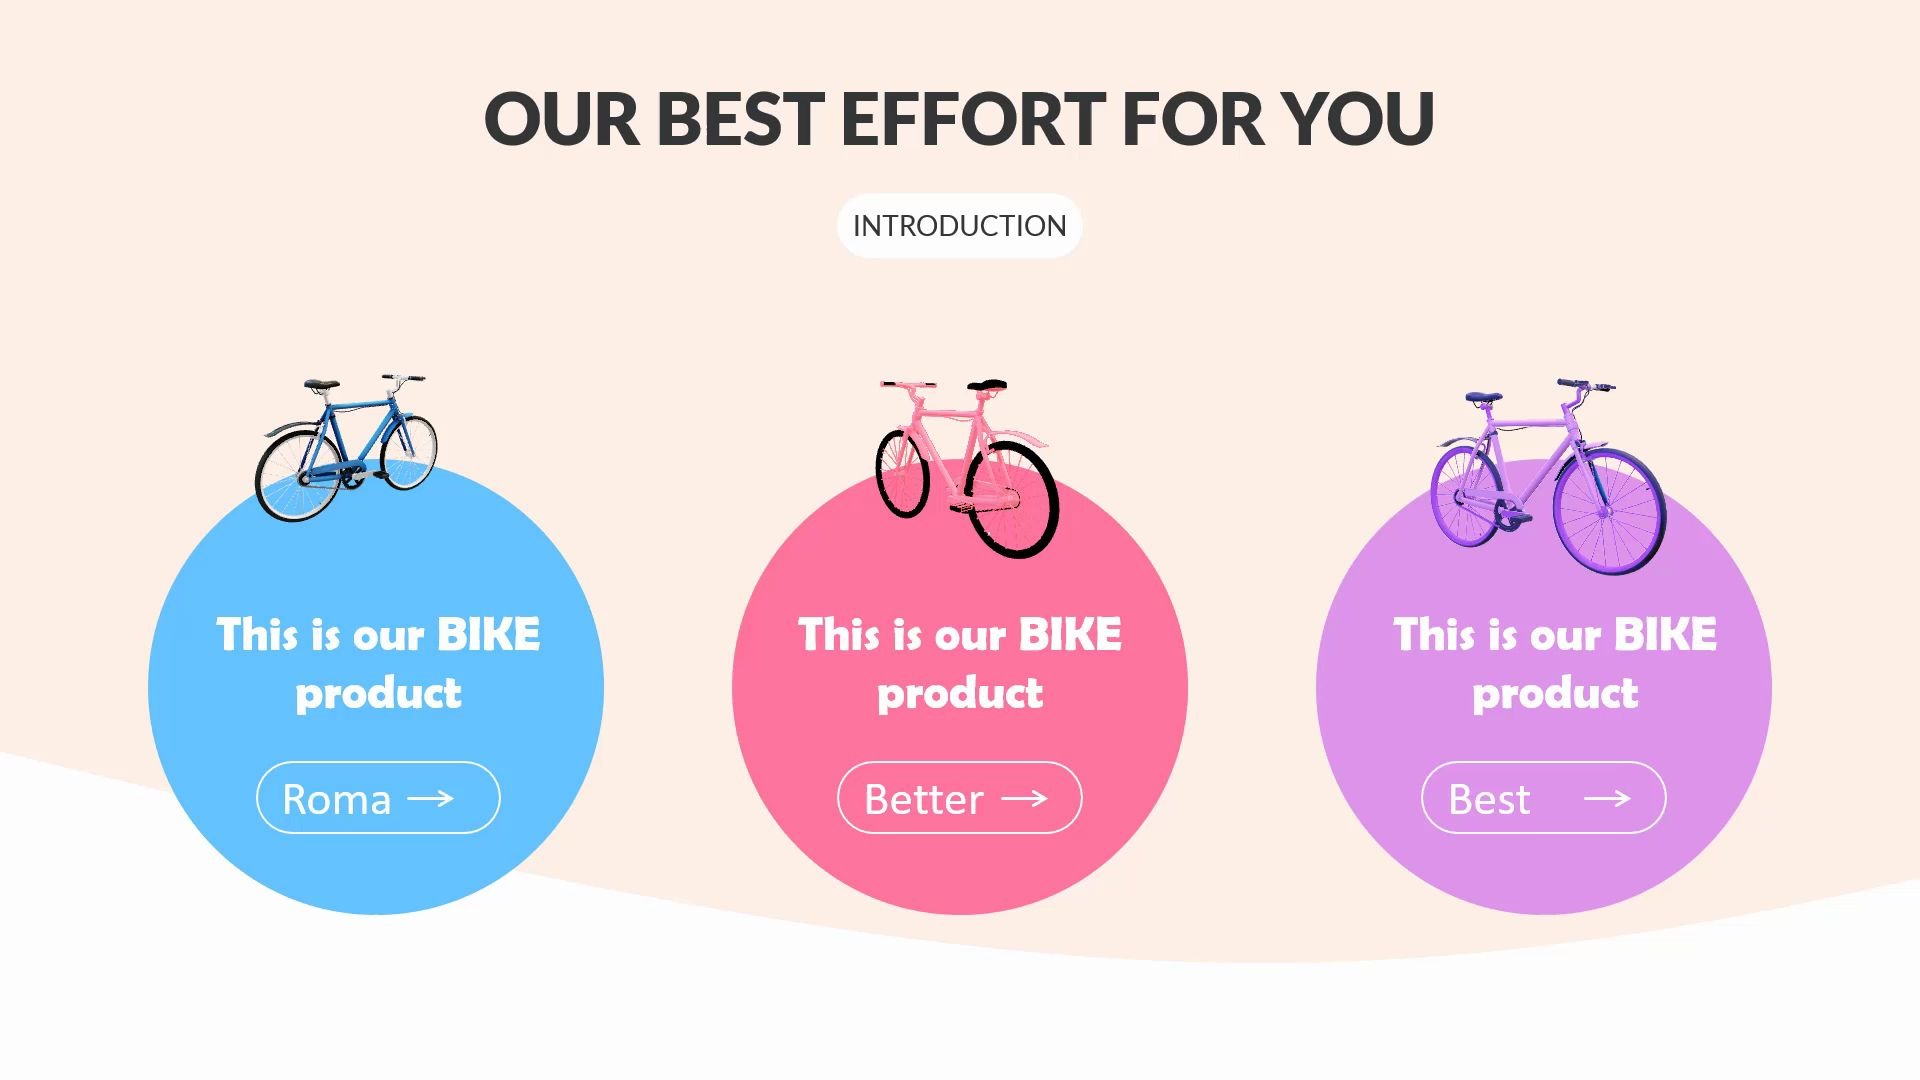 OUR BEST EFFORT FOR YOU
INTRODUCTION
This is our BIKE
product
Roma
This is our BIKE
product
Better
This is our BIKE
product
Best